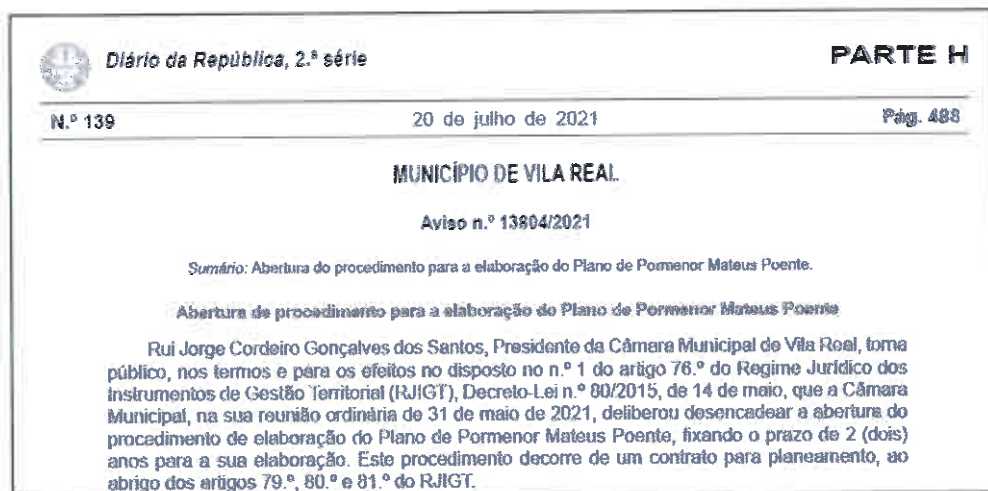 Diário da República, 2.ª série
PARTE H
N.º 139
20 de julho de 2021
Pág. 488
MUNICÍPIO DE VILA REAL
Aviso n.º 13804/2021
Sumário: Abertura do procedimento para a elaboração do Plano de Pormenor Mateus Poente.
Abertura de procedimento para a elaboração do Plano de Pormenor Mateus Poente
Rui Jorge Cordeiro Gonçalves dos Santos, Presidente da Câmara Municipal de Vila Real, torna
público, nos termos e para os efeitos no disposto no n.º 1 do artigo 76.º do Regime Jurídico dos
Instrumentos de Gestão Territorial (RJIGT), Decreto-Lei n.º 80/2015, de 14 de maio, que a Câmara
Municipal, na sua reunião ordinária de 31 de maio de 2021, deliberou desencadear a abertura do
procedimento de elaboração do Plano de Pormenor Mateus Poente, fixando o prazo de 2 (dois)
anos para a sua elaboração. Este procedimento decorre de um contrato para planeamento, ao
abrigo dos artigos 79.º, 80.º e 81.º do RJIGT.